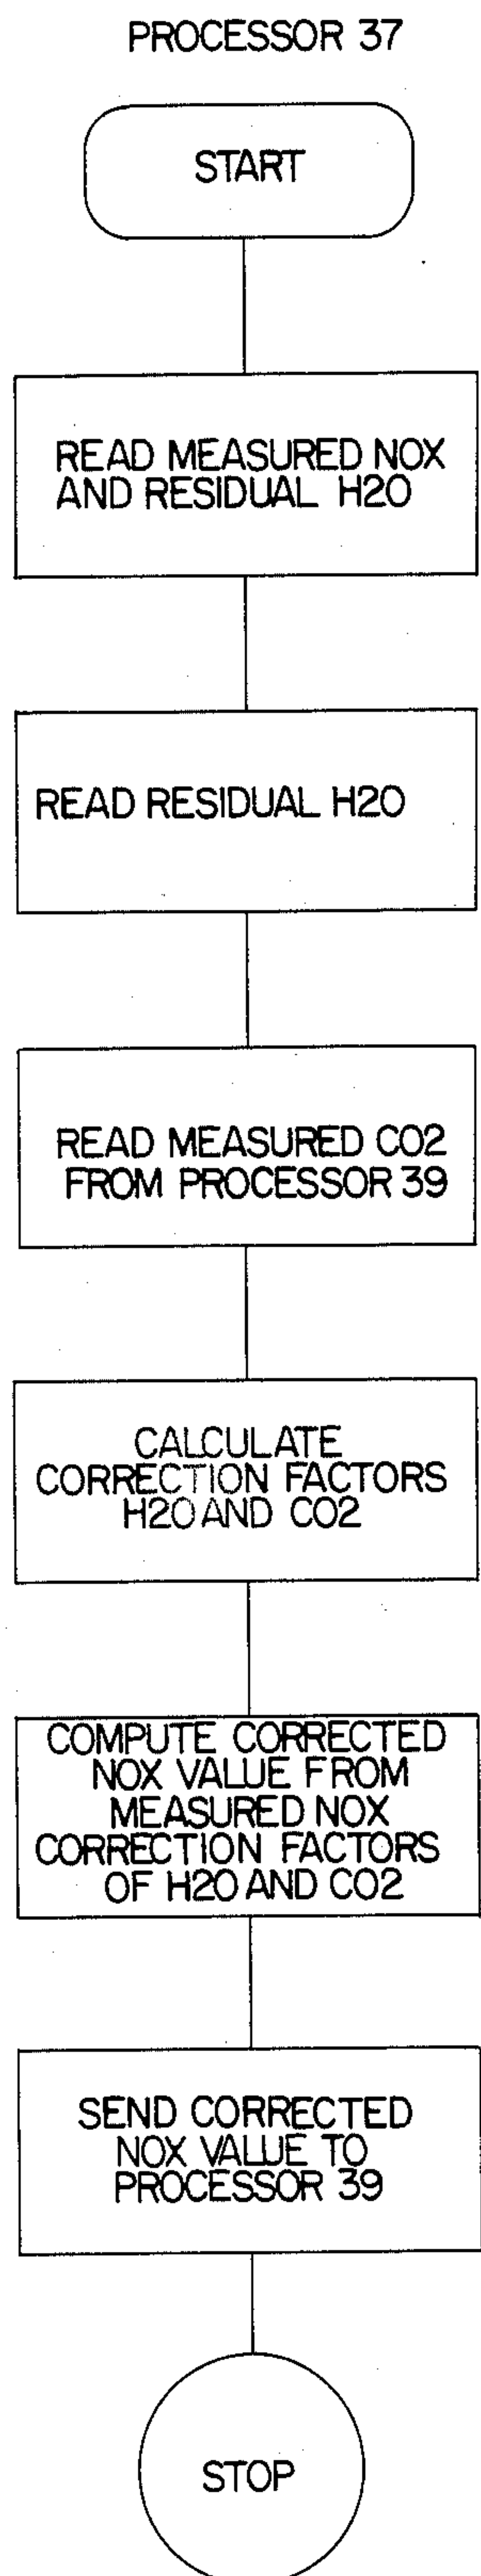 PROCESSOR 37
START
READ MEASURED NOX
AND RESIDUAL H2O
READ RESIDUAL H2O
READ MEASURED CO2
FROM PROCESSOR 39
CALCULATE
CORRECTION FACTORS
H2O AND CO2
COMPUTE CORRECTED
NOX VALUE FROM
MEASURED NOX
CORRECTION FACTORS
OF H2O AND CO2
SEND CORRECTED
NOX VALUE TO
PROCESSOR 39
STOP